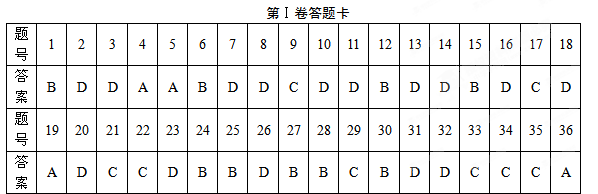 第Ⅰ卷答题卡
题号 1 2 3 4 5 6 7 8 9 10 11 12 13 14 15 16 17 18
答案 B D D A A B D D C D D B D D B D C D
题号 19 20 21 22 23 24 25 26 27 28 29 30 31 32 33 34 35 36
答案 A D C C D B B D B B C B D D C C C A